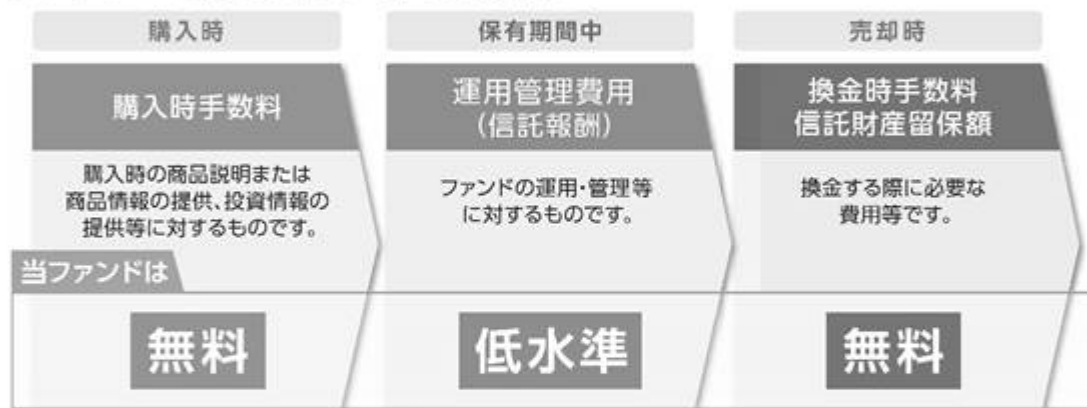 購入時
保有期間中
売却時
購入時手数料
運用管理費用
(信託報酬)
換金時手数料
信託財産留保額
購入時の商品説明または
商品情報の提供、投資情報の
提供等に対するものです。
ファンドの運用・管理等
に対するものです。
換金する際に必要な
費用等です。
当ファンドは
無料
低水準
無料